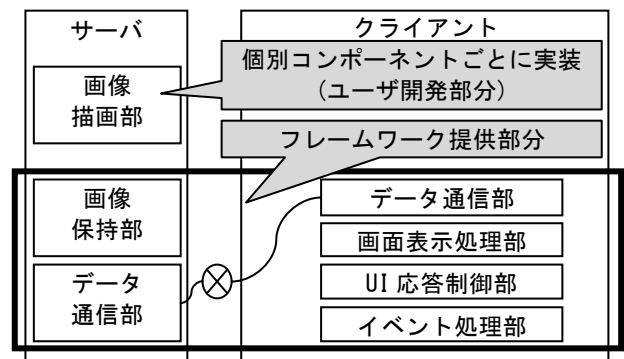 サーバ
クライアント
個別コンポーネントごとに実装
(ユーザ開発部分)
画像
描画部
フレームワーク提供部分
画像
保持部
データ
通信部
データ通信部
画面表示処理部
UI 応答制御部
イベント処理部